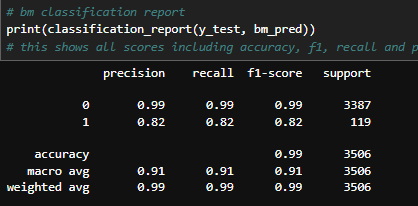 # bm classification report
print(classification_report(y_test, bm_pred))
# this shows all scores including accuracy, f1, recall and
precision recall f1-score support
0 0.99 0.99 0.99 3387
1 0.82 0.82 0.82 119
accuracy 0.99 3506
macro avg 0.91 0.91 0.91 3506
weighted avg 0.99 0.99 0.99 3506